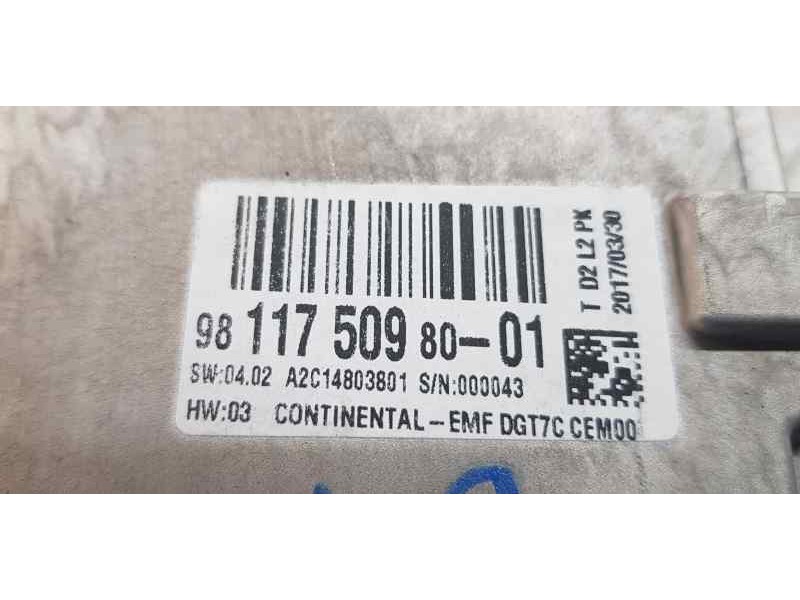 98 117 509 80-01
SW:04.02 A2C14803801 S/N:000043
HW:03 CONTINENTAL-EMF DGT7C CEM00
T D2 L2 PK
2017/03/30